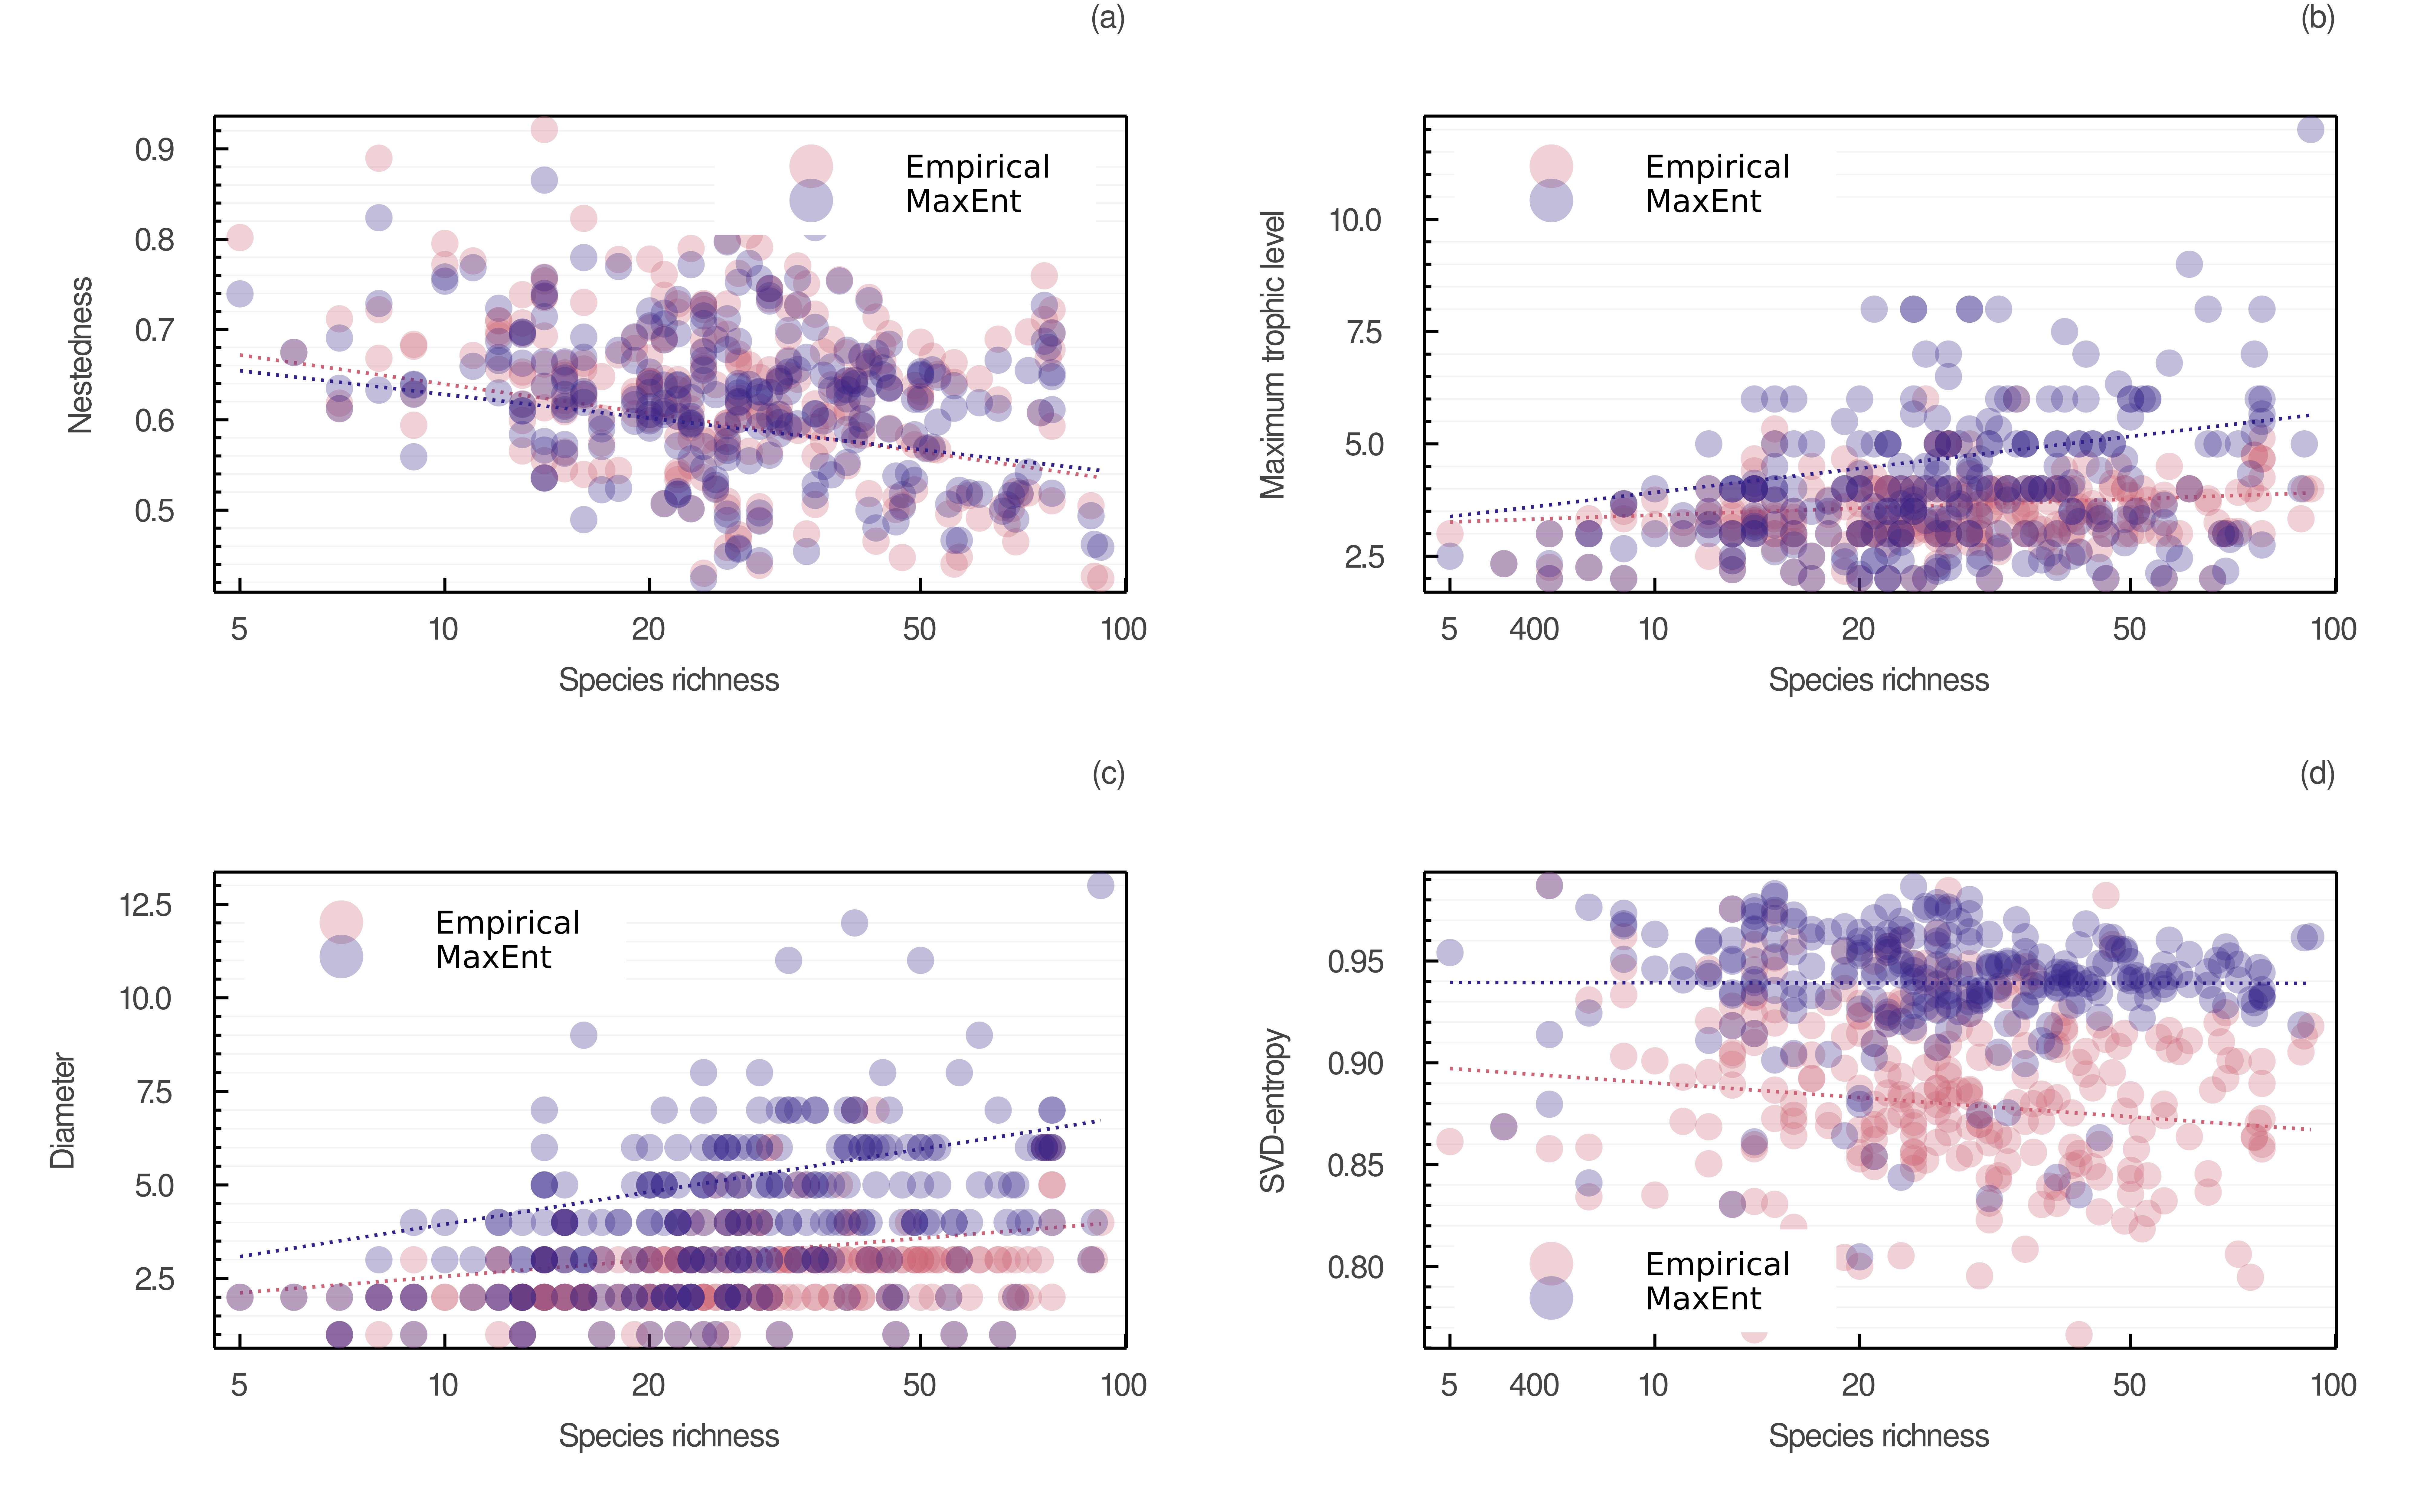 (a)
0.9
0.8
0.7
0.6
0.5
Nestedness
Empirical
MaxEnt
5 10 20 50 100
Species richness
(b)
10.0
7.5
5.0
2.5
Maximum trophic level
Empirical
MaxEnt
5 400 10 20 50 100
Species richness
(c)
12.5
10.0
7.5
5.0
2.5
Diameter
Empirical
MaxEnt
5 10 20 50 100
Species richness
(d)
0.95
0.90
0.85
0.80
SVD-entropy
Empirical
MaxEnt
5 400 10 20 50 100
Species richness